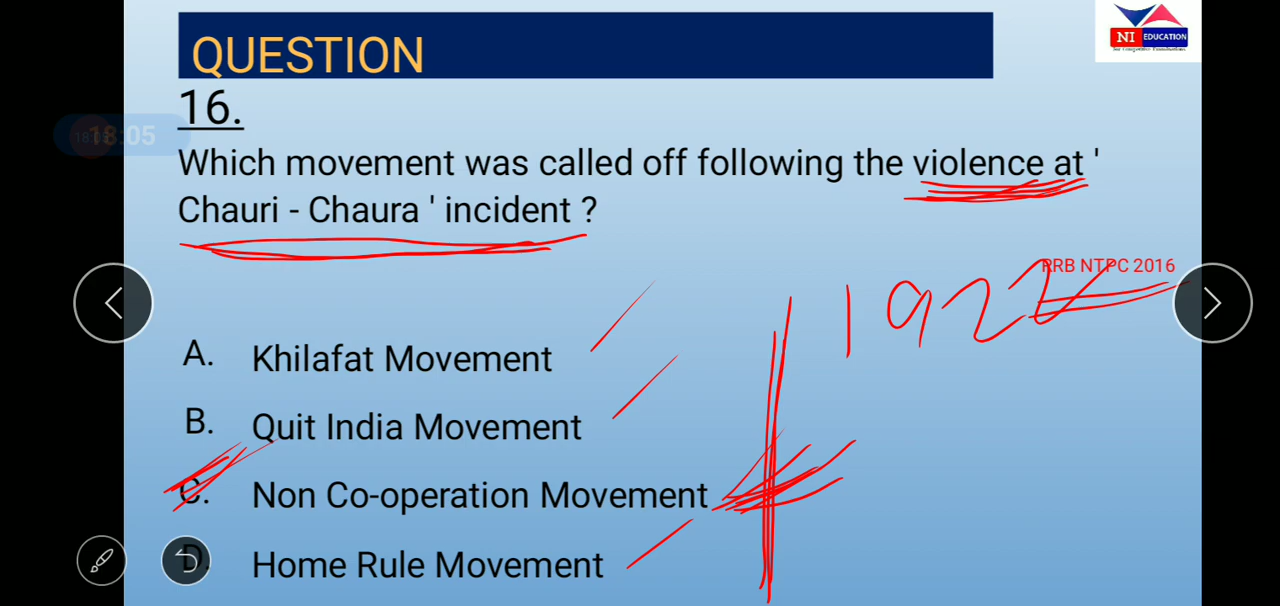 QUESTION
NI EDUCATION
16.
18:05
Which movement was called off following the violence at '
Chauri - Chaura ' incident ?
RRB NTPC 2016
1922
A. Khilafat Movement
B. Quit India Movement
C. Non Co-operation Movement
D. Home Rule Movement